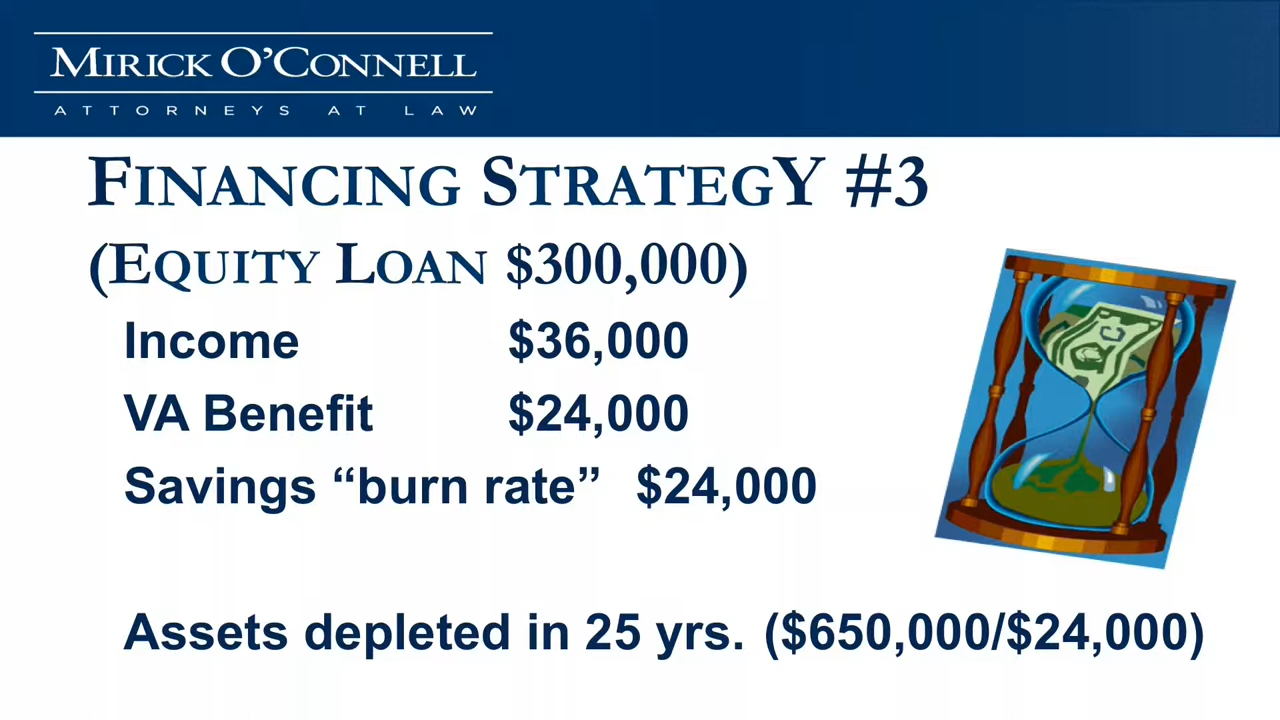 MIRICK O'CONNELL
ATTORNEYS AT LAW
FINANCING STRATEGY #3
(EQUITY LOAN $300,000)
Income $36,000
VA Benefit $24,000
Savings “burn rate” $24,000
Assets depleted in 25 yrs. ($650,000/$24,000)